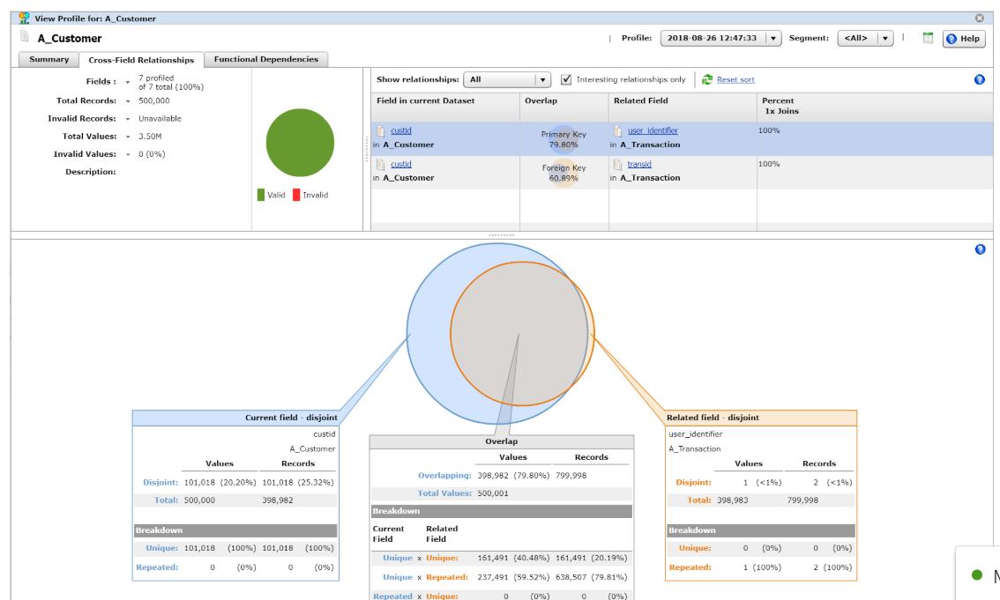 View Profile for: A_Customer
A_Customer
| Profile: 2018-08-26 12:47:33 Segment: <All> | Help
Summary Cross-Field Relationships Functional Dependencies
Fields : 7 profiled
of 7 total (100%)
Total Records: 500,000
Invalid Records: Unavailable
Total Values: 3.50M
Invalid Values: 0 (0%)
Description:
Valid Invalid
Show relationships: All Interesting relationships only Reset sort
Field in current Dataset Overlap Related Field Percent
1x Joins
custid Primary Key user_identifier 100%
in A_Customer 79.80% in A_Transaction
custid Foreign Key transid 100%
in A_Customer 60.89% in A_Transaction
Current field - disjoint
custid
A_Customer
Values Records
Disjoint: 101,018 (20.20%) 101,018 (25.32%)
Total: 500,000 398,982
Breakdown
Unique: 101,018 (100%) 101,018 (100%)
Repeated: 0 (0%) 0 (0%)
Overlap
Values Records
Overlapping: 398,982 (79.80%) 799,998
Total Values: 500,001
Breakdown
Current Related
Field Field
Unique x Unique: 161,491 (40.48%) 161,491 (20.19%)
Unique x Repeated: 237,491 (59.52%) 638,507 (79.81%)
Repeated x Unique: 0 (0%) 0 (0%)
Related field - disjoint
user_identifier
A_Transaction
Values Records
Disjoint: 1 (<1%) 2 (<1%)
Total: 398,983 799,998
Breakdown
Unique: 0 (0%) 0 (0%)
Repeated: 1 (100%) 2 (100%)